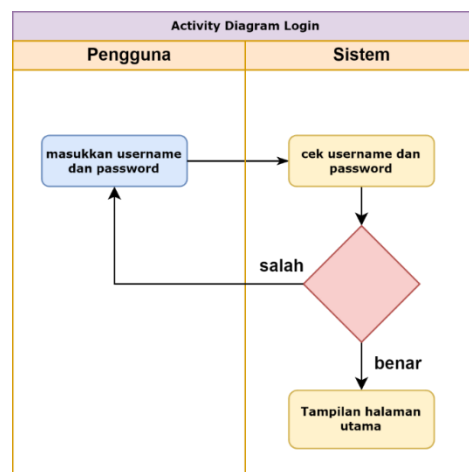 Activity Diagram Login
Pengguna
Sistem
masukkan username
dan password
cek username dan
password
salah
benar
Tampilan halaman
utama